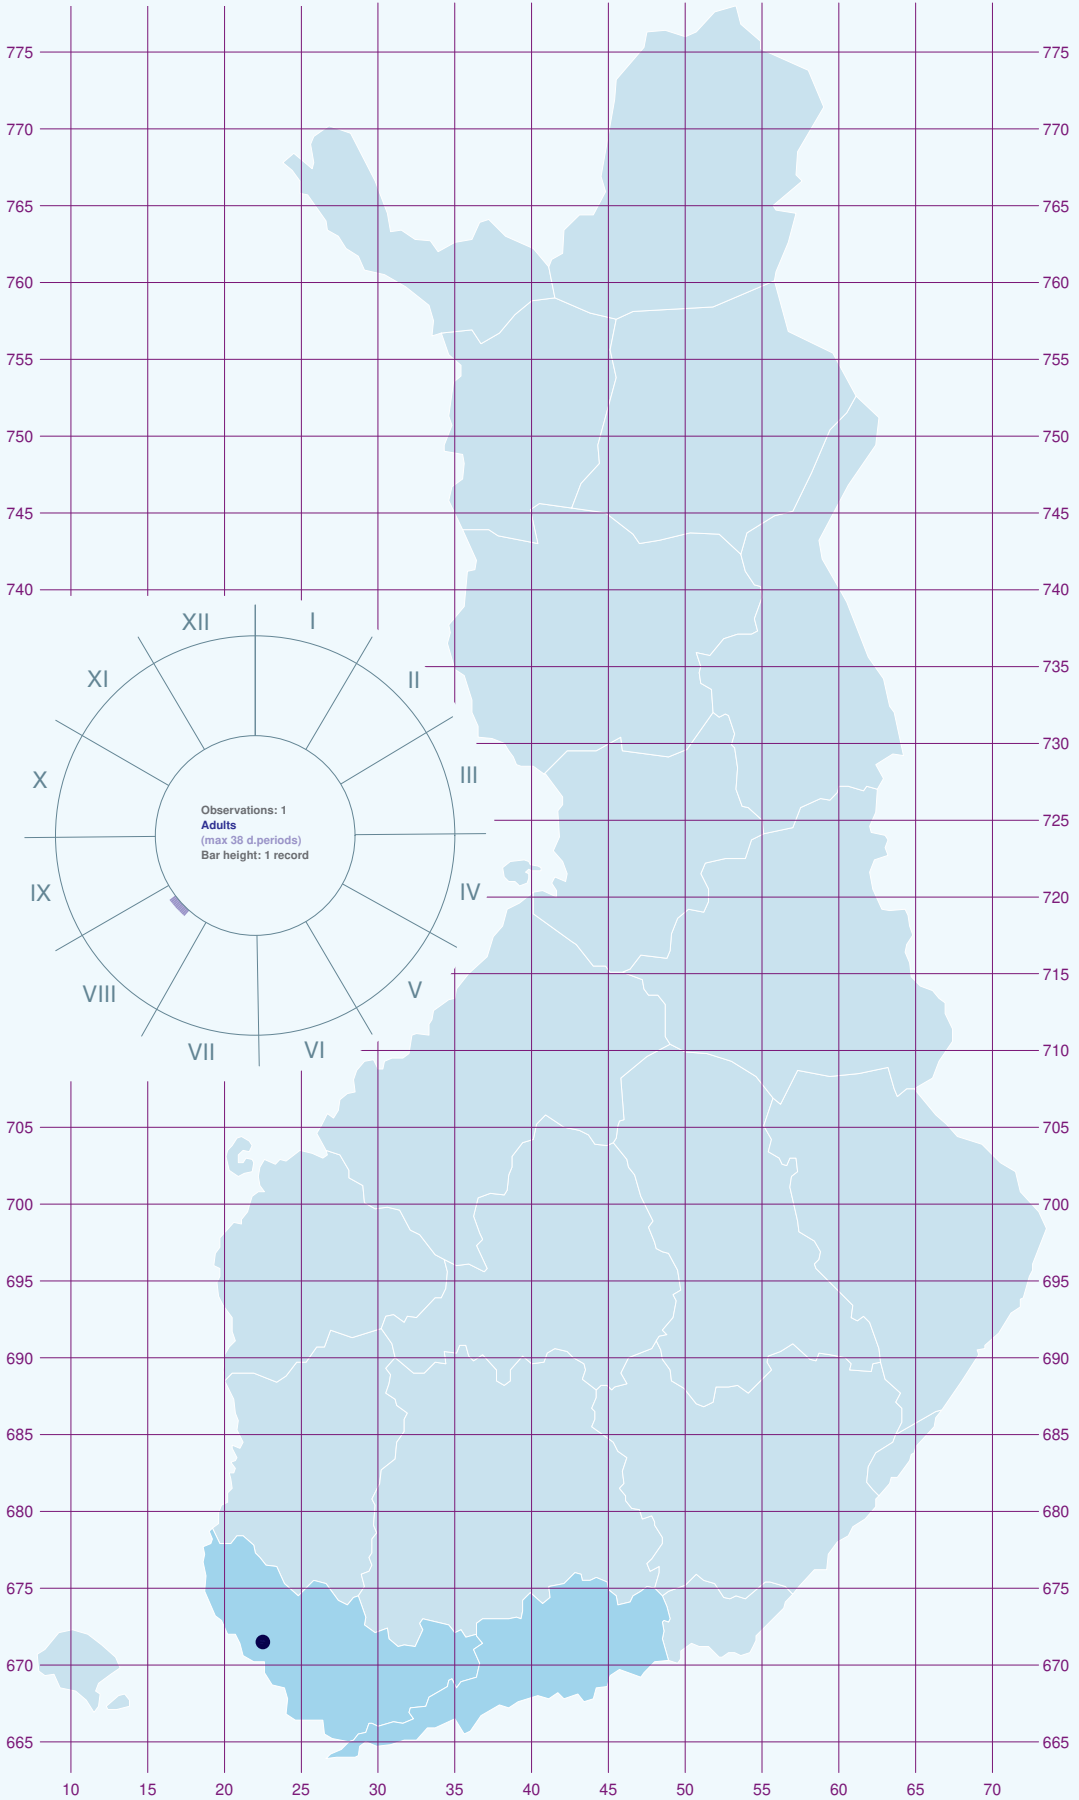 775 775
770 770
765 765
760 760
755 755
750 750
745 745
740 740
XII I
735
XI II
730
X III
Observations: 1
Adults
(max 38 d.periods)
Bar height: 1 record
725
IX IV
720
715
VIII V
VII VI
710
705 705
700 700
695 695
690 690
685 685
680 680
675 675
670 670
665 665
10 15 20 25 30 35 40 45 50 55 60 65 70